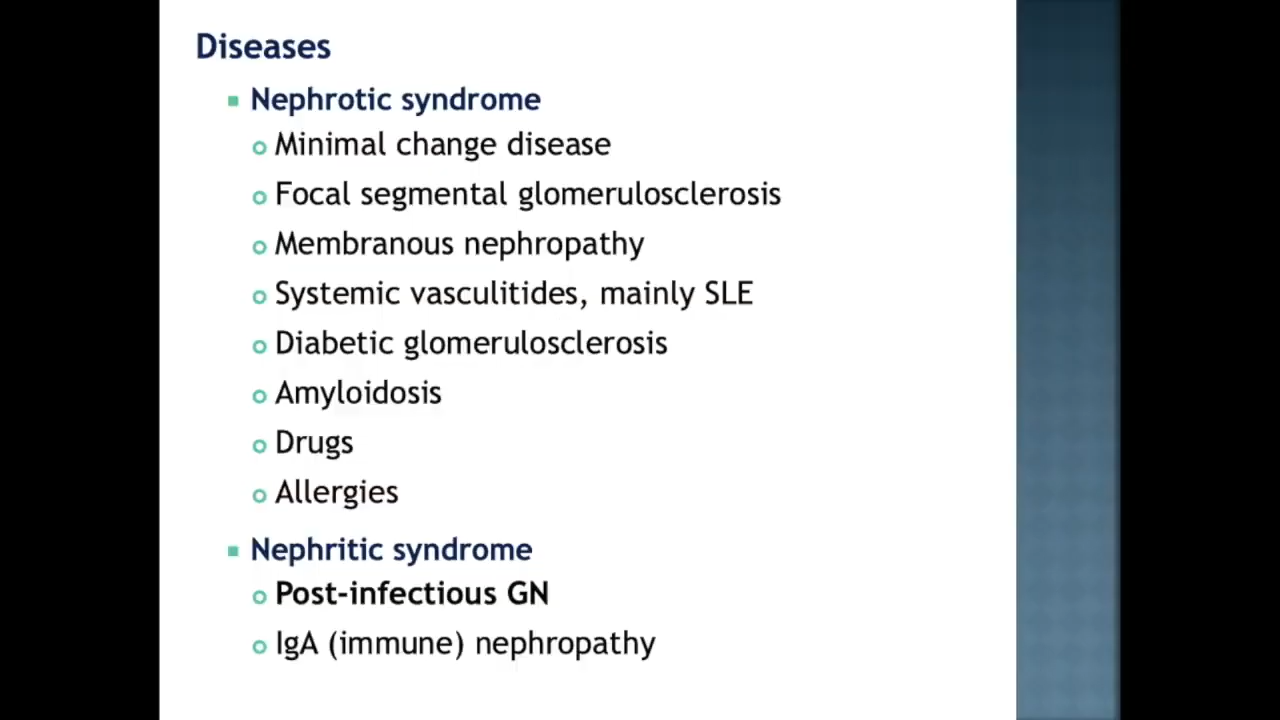 Diseases
Nephrotic syndrome
Minimal change disease
Focal segmental glomerulosclerosis
Membranous nephropathy
Systemic vasculitides, mainly SLE
Diabetic glomerulosclerosis
Amyloidosis
Drugs
Allergies
Nephritic syndrome
Post-infectious GN
IgA (immune) nephropathy